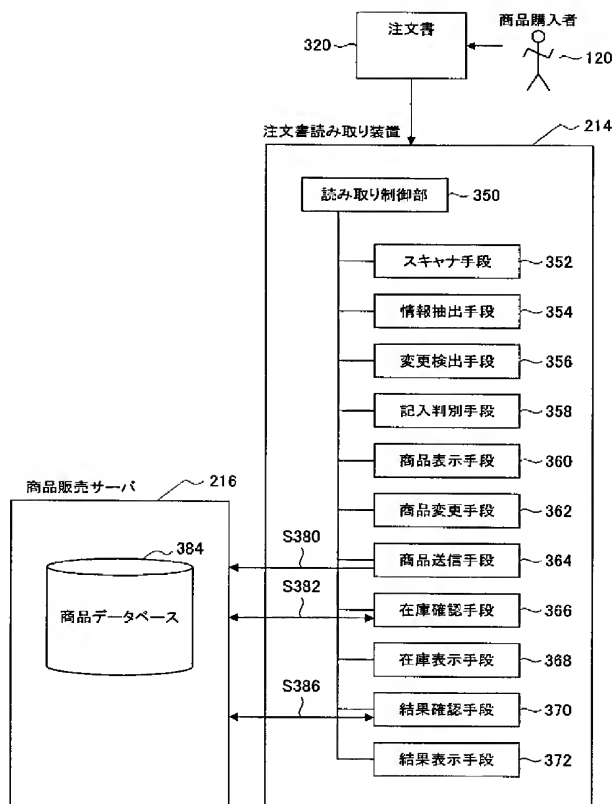 商品購入者
注文書
320
120
注文書読み取り装置
214
読み取り制御部
350
スキャナ手段
352
情報抽出手段
354
変更検出手段
356
記入判別手段
358
商品表示手段
360
商品販売サーバ
216
商品変更手段
362
384
S380
商品送信手段
364
商品データベース
S382
在庫確認手段
366
在庫表示手段
368
S386
結果確認手段
370
結果表示手段
372